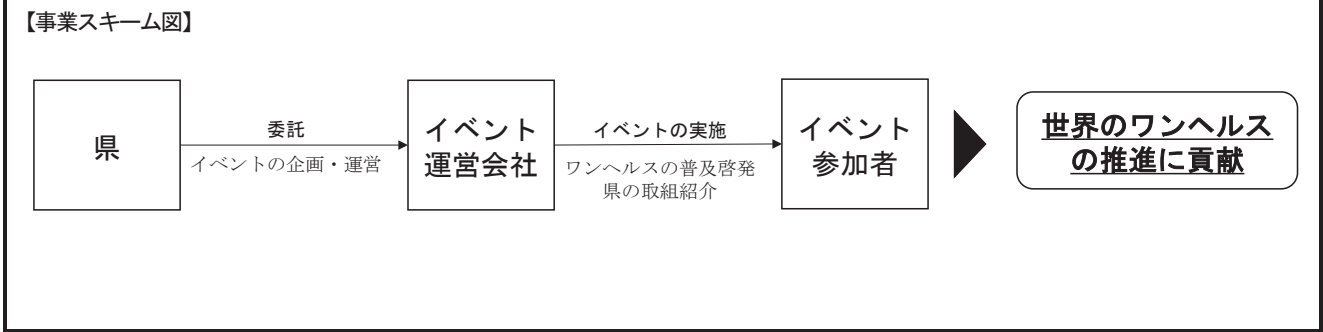 【事業スキーム図】
県
委託
イベントの企画・運営
イベント
運営会社
イベントの実施
ワンヘルスの普及啓発
県の取組紹介
イベント
参加者
世界のワンヘルス
の推進に貢献